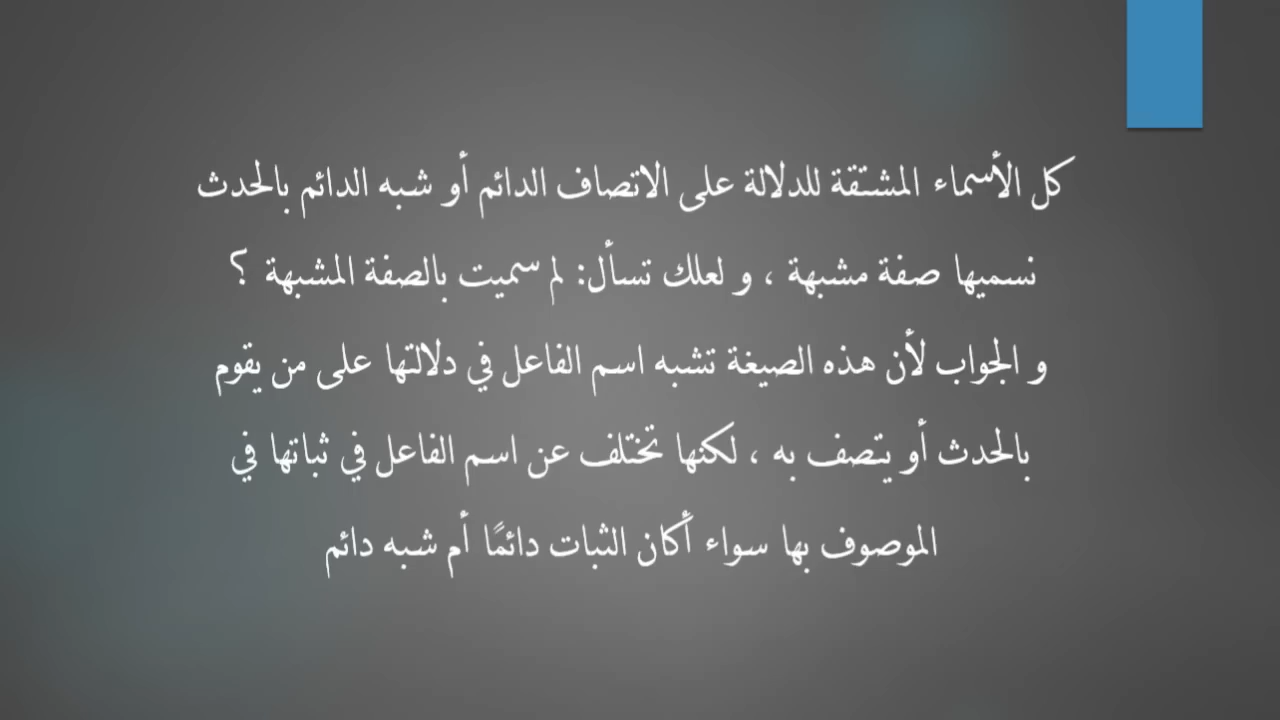 كل الأسماء المشتقة للدلالة على الاتصاف الدائم أو شبه الدائم بالحدث
نسميها صفة مشبهة ، و لعلك تسأل: لم سميت بالصفة المشبهة ؟
و الجواب لأن هذه الصيغة تشبه اسم الفاعل في دلالتها على من يقوم
بالحدث أو يتصف به ، لكنها تختلف عن اسم الفاعل في ثباتها في
الموصوف بها سواء أكان الثبات دائمًا أم شبه دائم